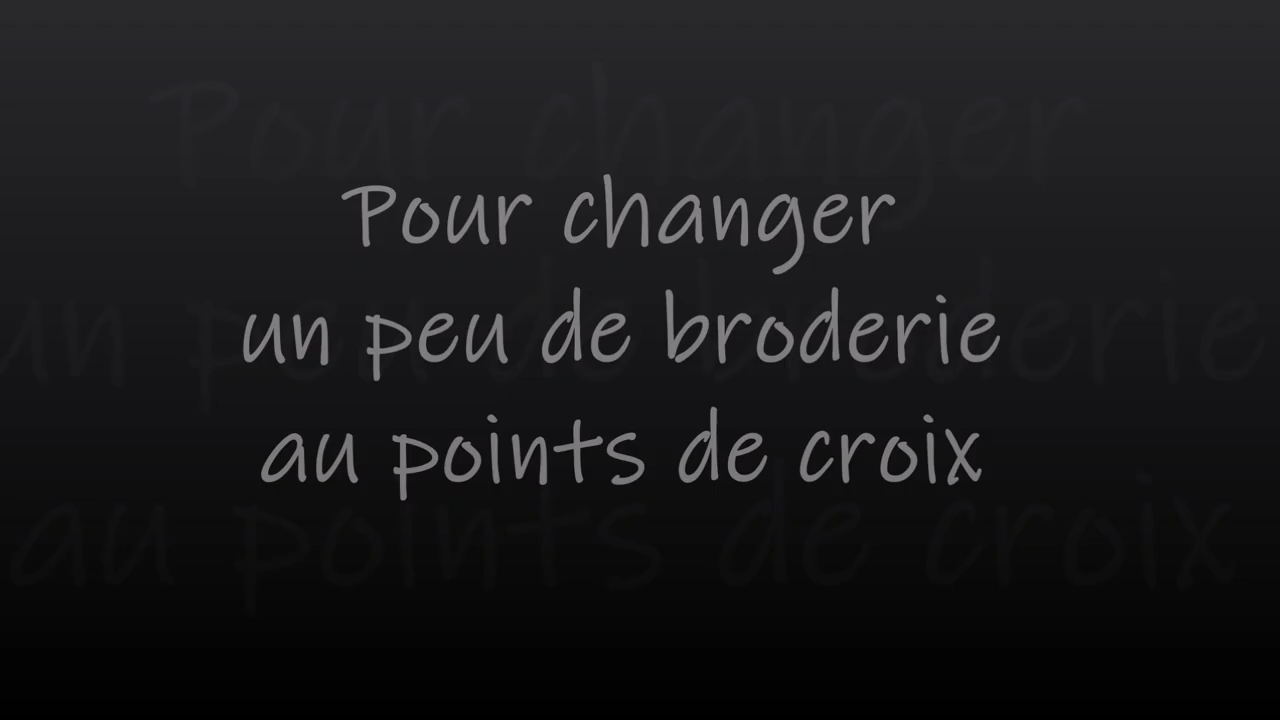 Pour changer
un peu de broderie
au points de croix